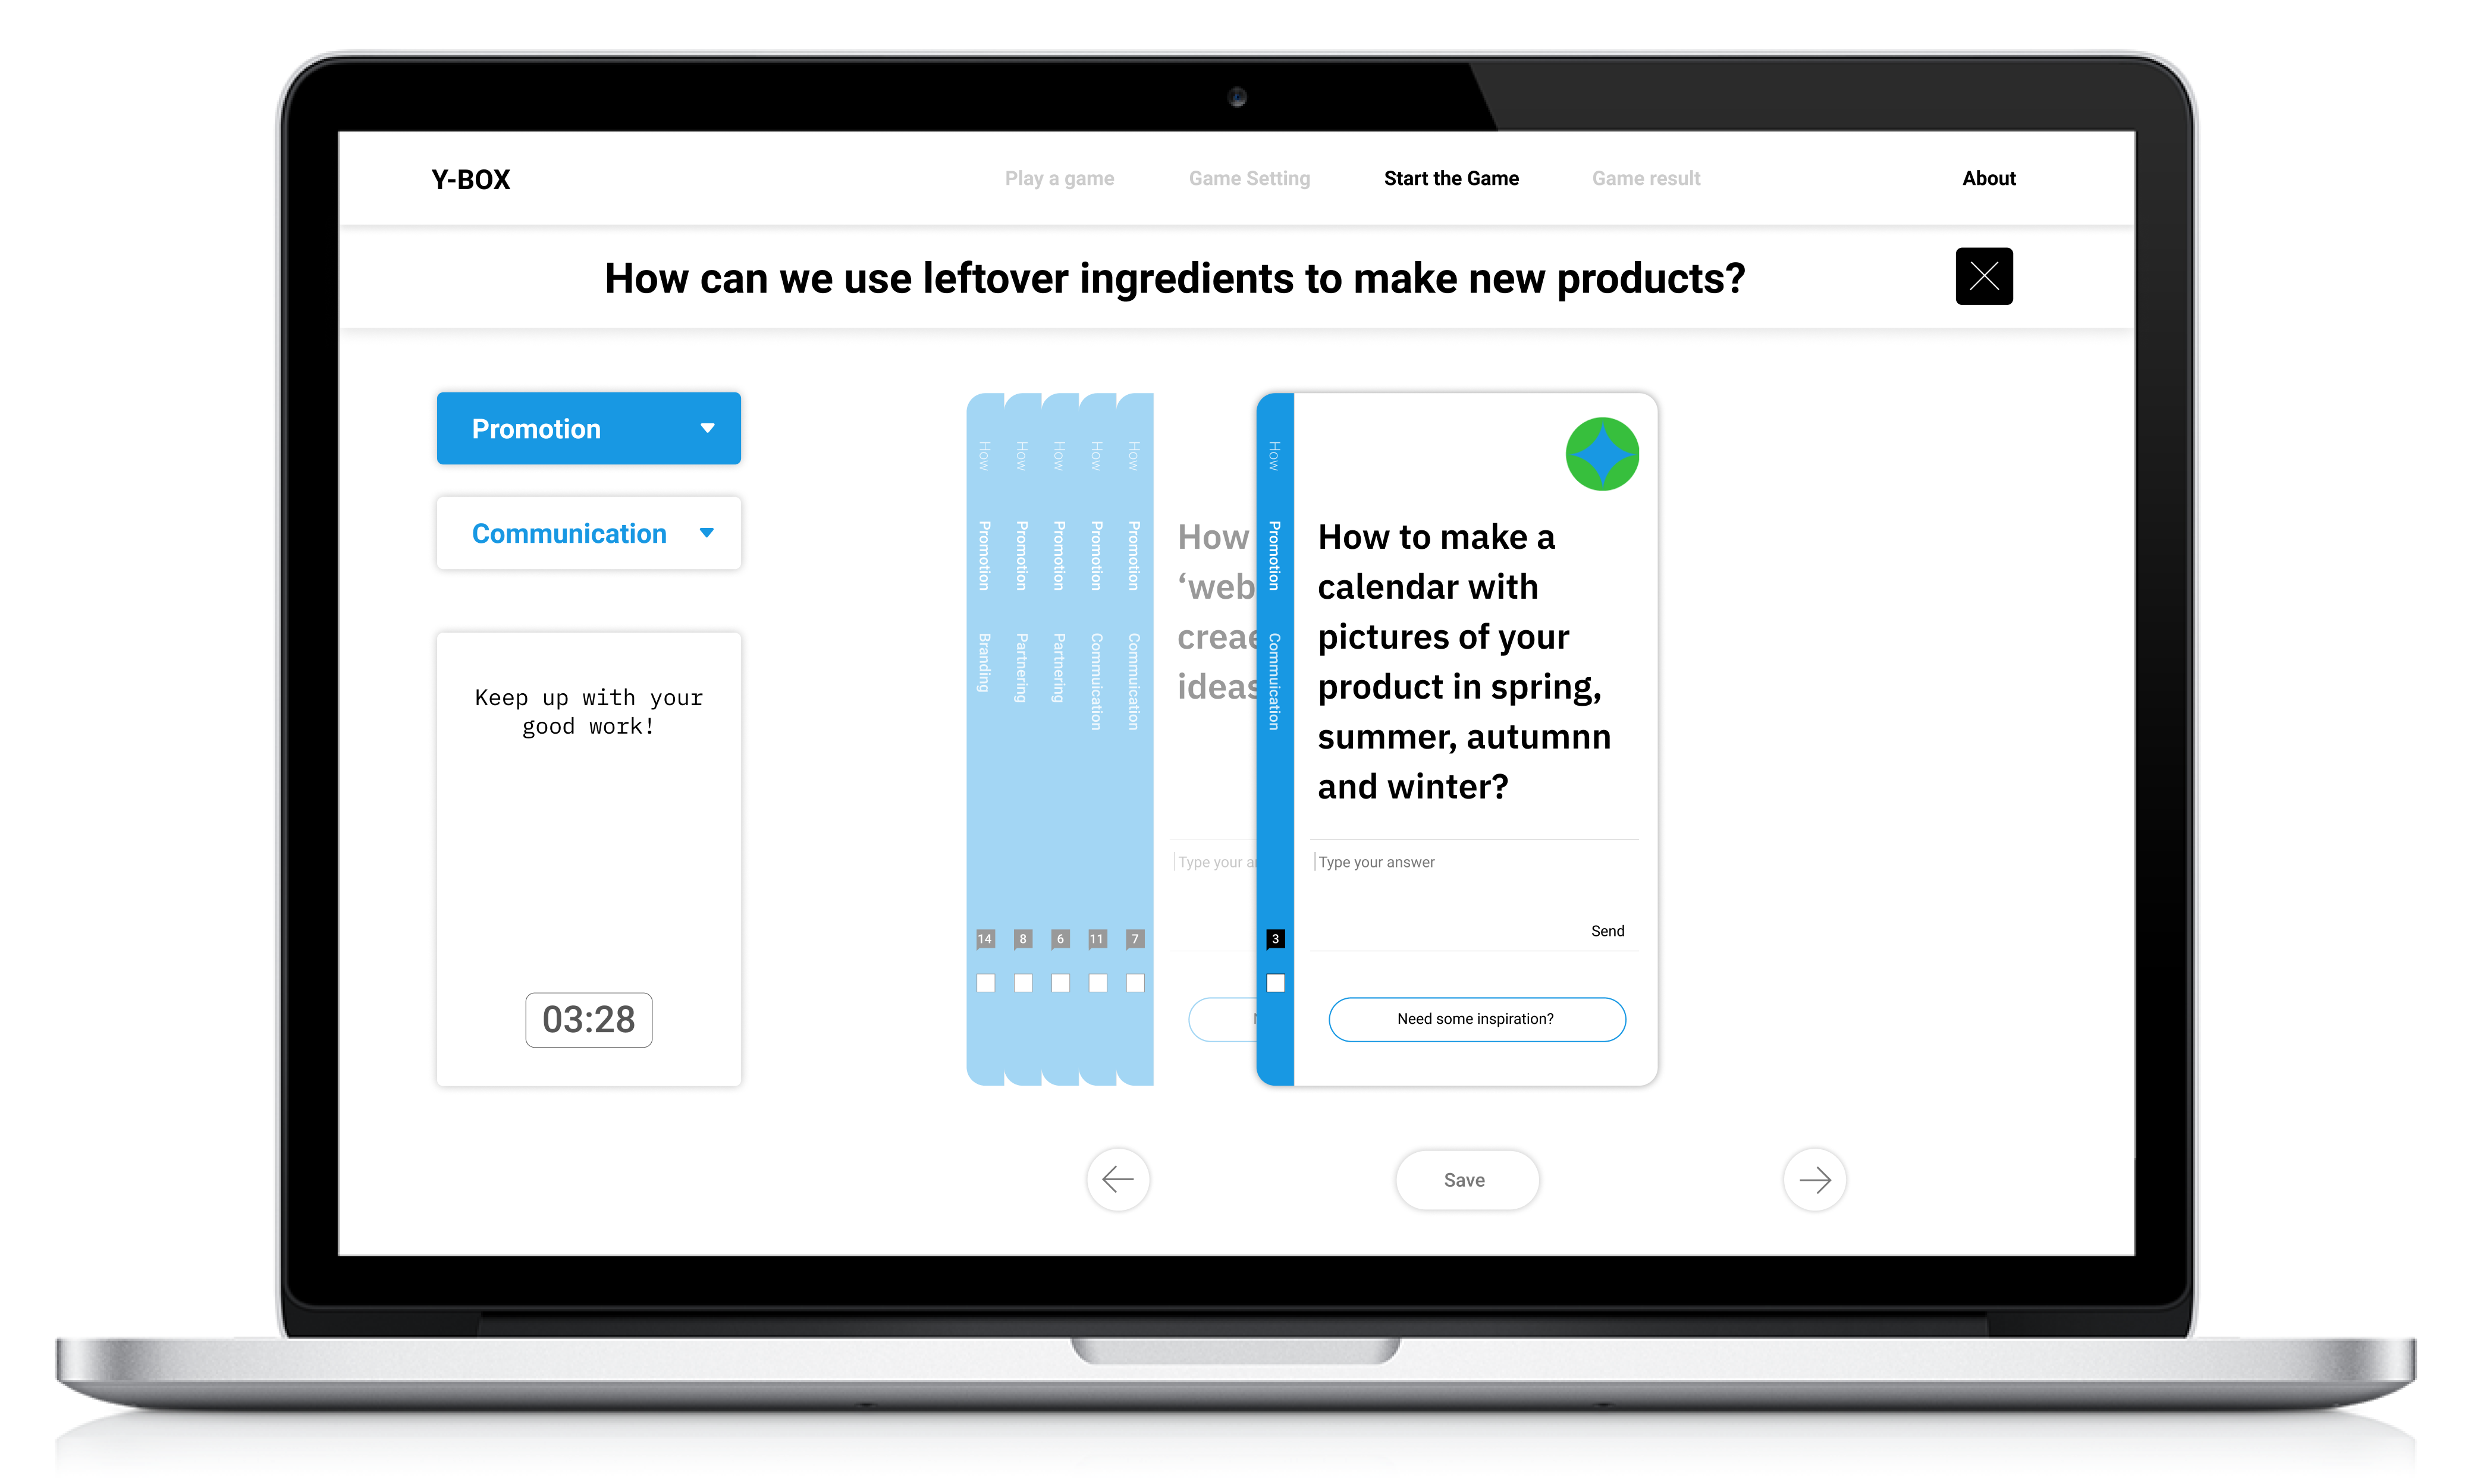 Y-BOX
Play a game
Game Setting
Start the Game
Game result
About
How can we use leftover ingredients to make new products?
Promotion
Communication
Keep up with your
good work!
03:28
How Promotion Branding 14
How Promotion Partnering 8
How Promotion Partnering 6
How Promotion Commuication 11
How Promotion Commuication 7
How
‘web
creae
ideas
Type your a
How Promotion Commuication 3
How to make a
calendar with
pictures of your
product in spring,
summer, autumnn
and winter?
Type your answer
Send
Need some inspiration?
Save